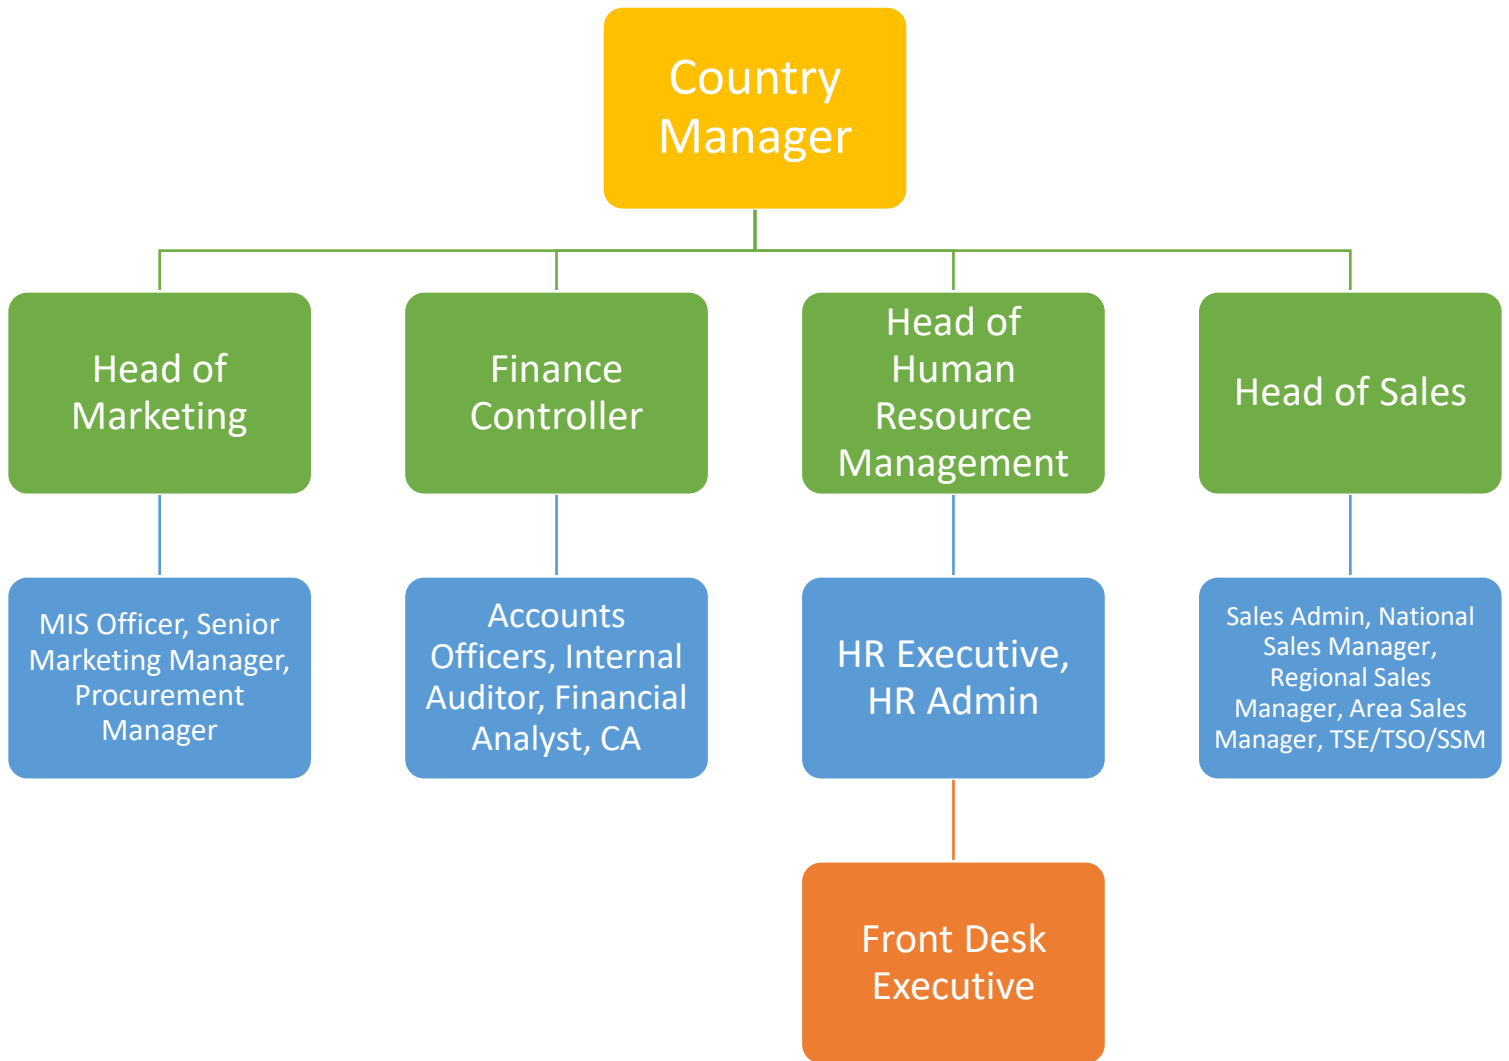 Country
Manager
Head of
Marketing
Finance
Controller
Head of
Human
Resource
Management
Head of Sales
MIS Officer, Senior
Marketing Manager,
Procurement
Manager
Accounts
Officers, Internal
Auditor, Financial
Analyst, CA
HR Executive,
HR Admin
Sales Admin, National
Sales Manager,
Regional Sales
Manager, Area Sales
Manager, TSE/TSO/SSM
Front Desk
Executive